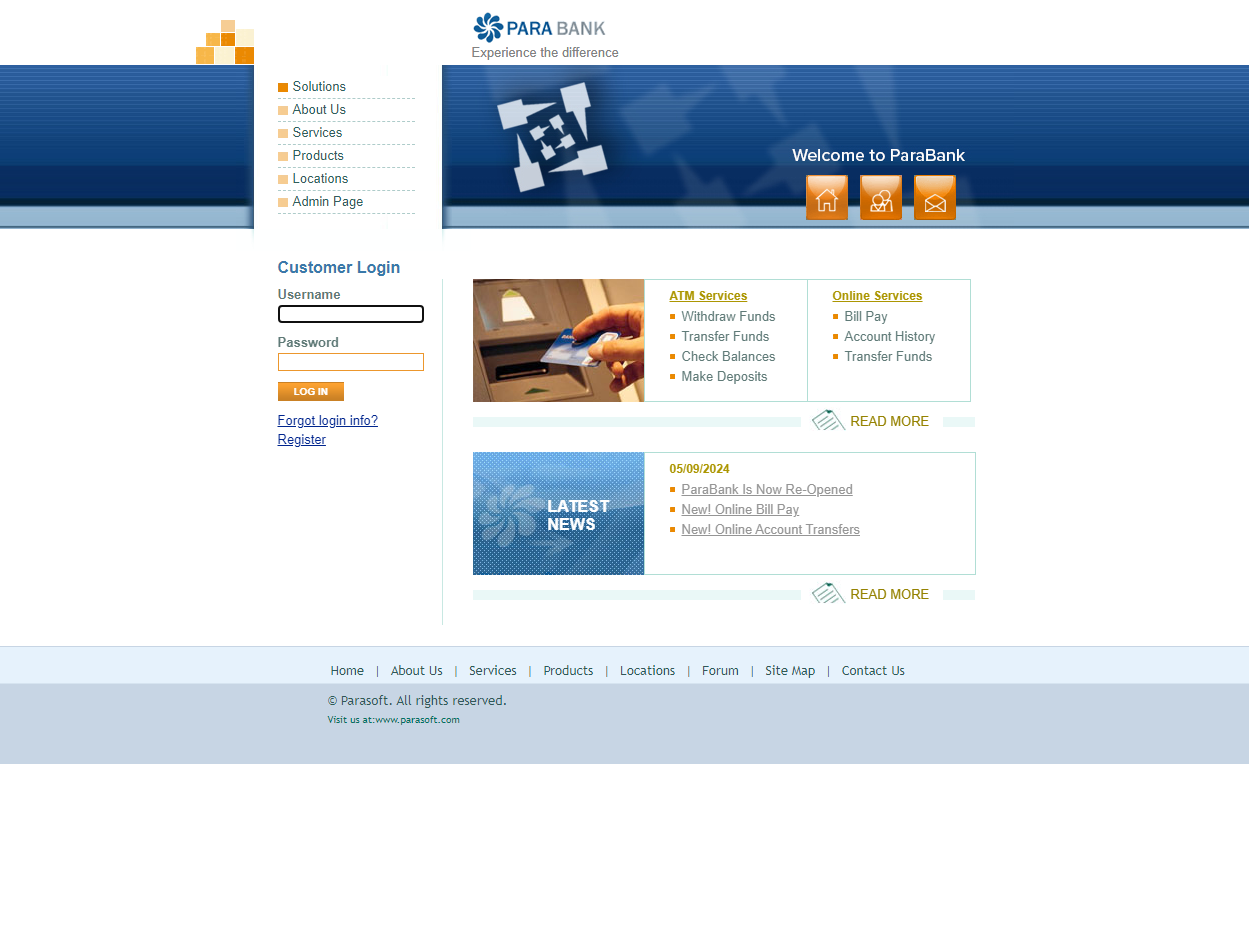 PARA BANK
Experience the difference
Solutions
About Us
Services
Products
Locations
Admin Page
Welcome to ParaBank
Customer Login
Username
Password
LOG IN
Forgot login info?
Register
ATM Services
Withdraw Funds
Transfer Funds
Check Balances
Make Deposits
Online Services
Bill Pay
Account History
Transfer Funds
READ MORE
LATEST
NEWS
05/09/2024
ParaBank Is Now Re-Opened
New! Online Bill Pay
New! Online Account Transfers
READ MORE
Home | About Us | Services | Products | Locations | Forum | Site Map | Contact Us
© Parasoft. All rights reserved.
Visit us at:www.parasoft.com